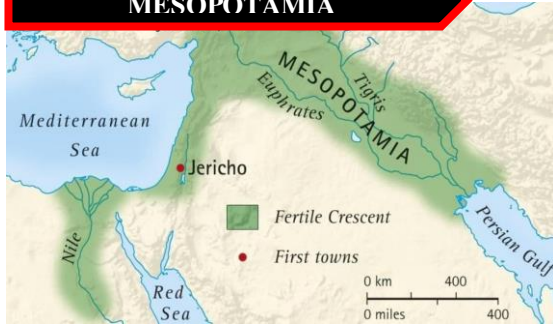 MESOPOTAMIA
MESOPOTAMIA
Tigris
Euphrates
Mediterranean
Sea
Jericho
Fertile Crescent
First towns
Nile
Red
Sea
Persian Gulf
0 km 400
0 miles 400